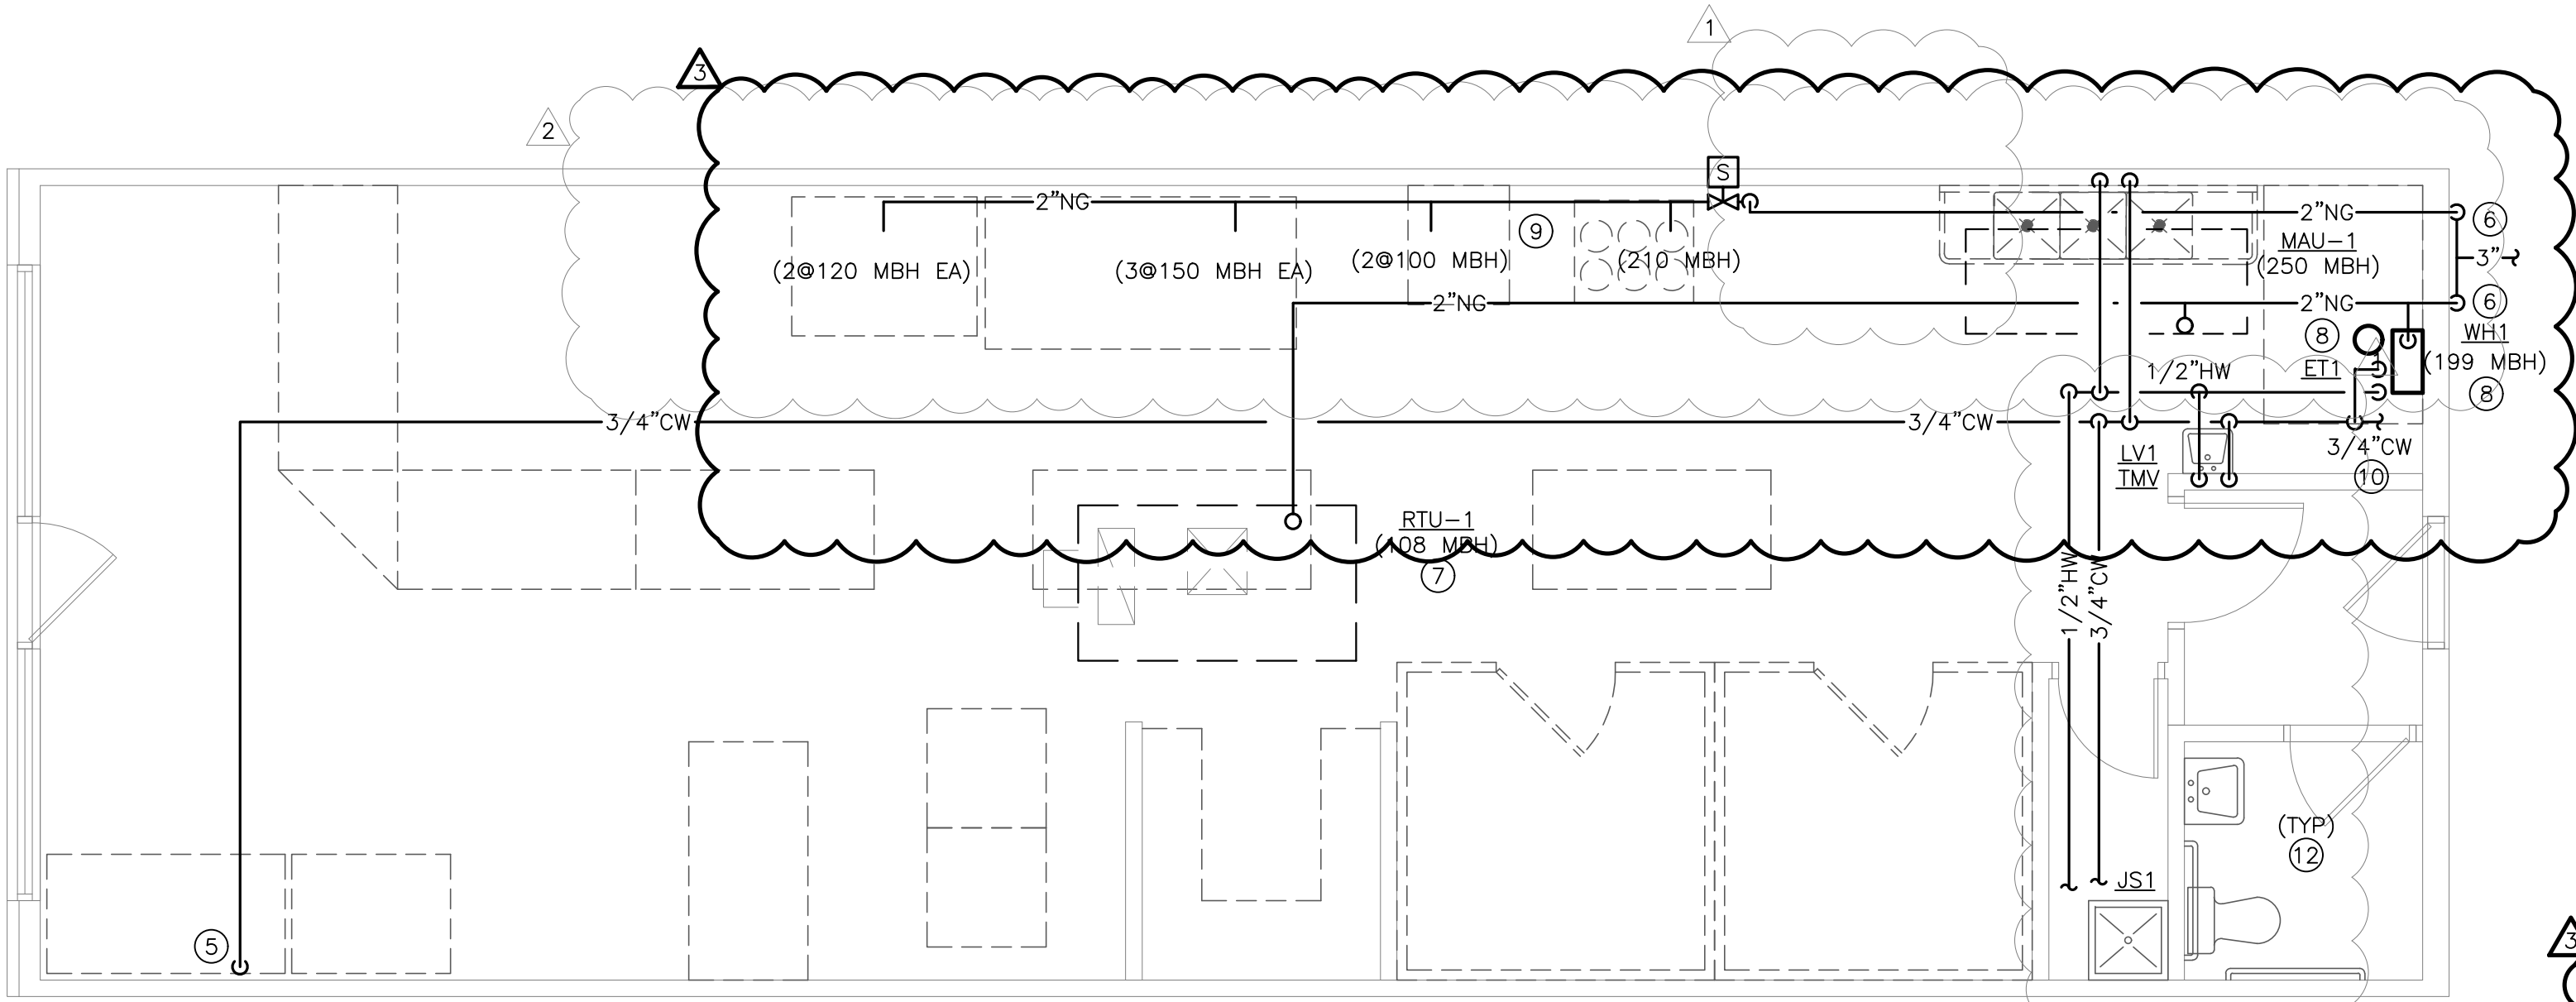 1
3
2
S
2"NG
2"NG
6
9
MAU-1
(250 MBH)
3"
(2@120 MBH EA)
(3@150 MBH EA)
(2@100 MBH)
(210 MBH)
2"NG
2"NG
6
8
WH1
(199 MBH)
8
ET1
1/2"HW
3/4"CW
3/4"CW
3/4"CW
10
LV1
TMV
RTU-1
(108 MBH)
7
1/2"HW
3/4"CW
(TYP)
12
JS1
5
3